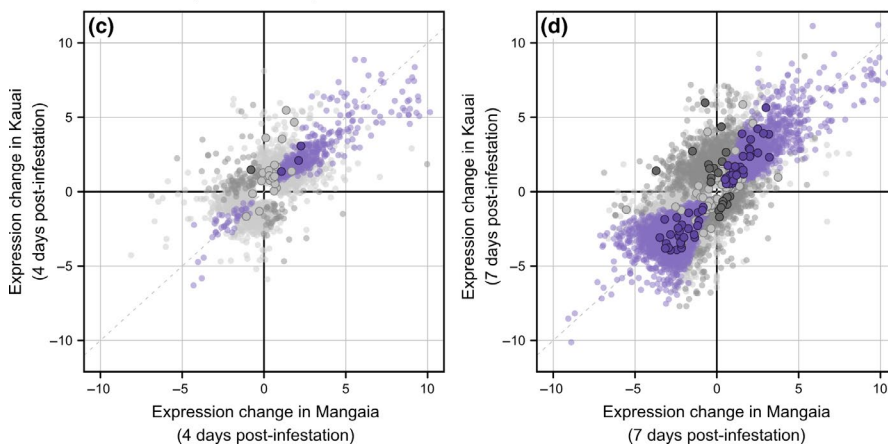 (c)
10
5
0
−5
−10
−10
−5
0
5
10
Expression change in Kauai
(4 days post-infestation)
Expression change in Mangaia
(4 days post-infestation)
(d)
10
5
0
−5
−10
−10
−5
0
5
10
Expression change in Kauai
(7 days post-infestation)
Expression change in Mangaia
(7 days post-infestation)